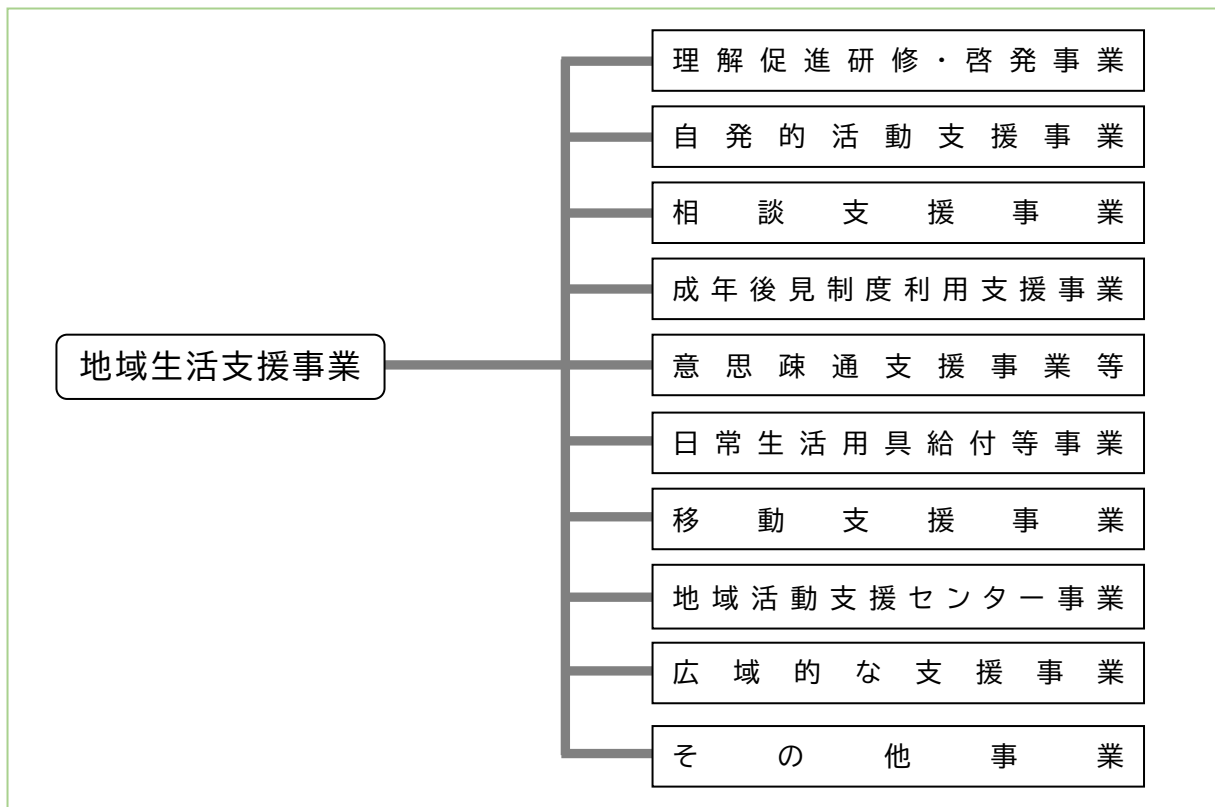 理解促進研修・啓発事業
自発的活動支援事業
相談支援事業
成年後見制度利用支援事業
地域生活支援事業
意思疎通支援事業等
日常生活用具給付等事業
移動支援事業
地域活動支援センター事業
広域的な支援事業
その他事業